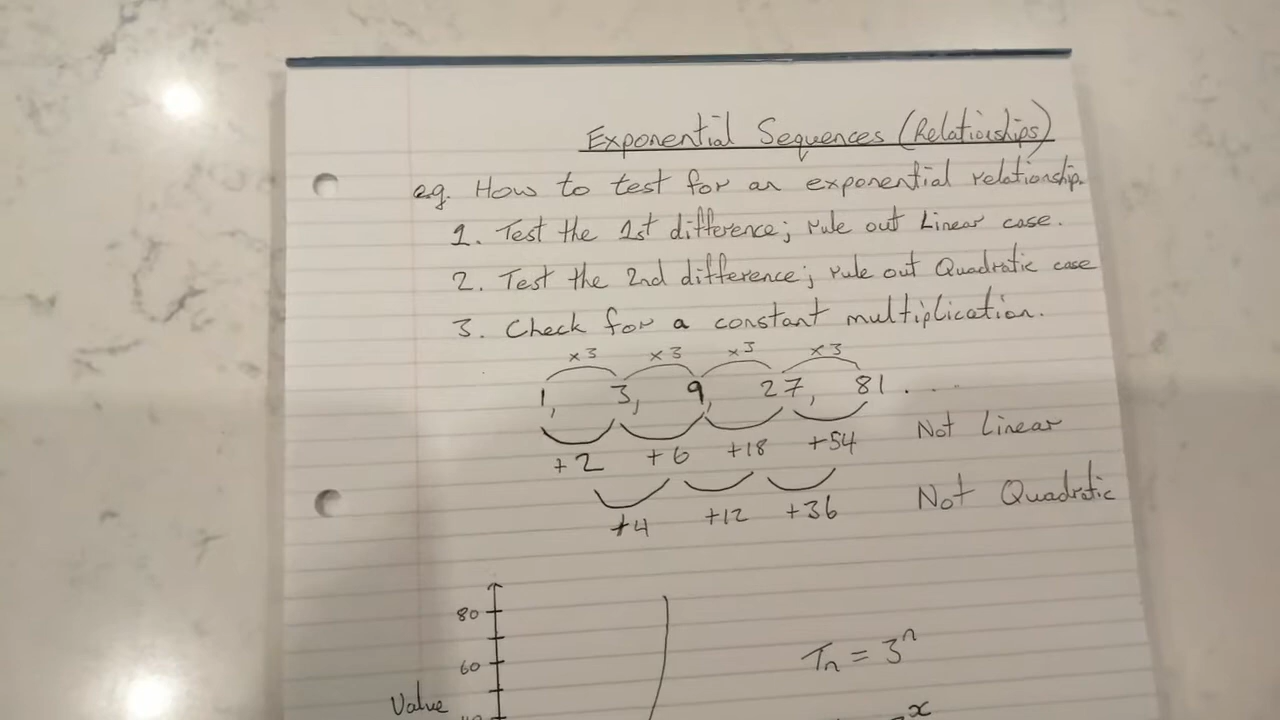 Exponential Sequences (Relationships)
eg. How to test for an exponential relationship.
1. Test the 1st difference; rule out Linear case.
2. Test the 2nd difference; rule out Quadratic case
3. Check for a constant multiplication.
×3 ×3 ×3 ×3
1, 3, 9, 27, 81 ....
+2 +6 +18 +54 Not Linear
+4 +12 +36 Not Quadratic
80
60
Tn = 3ⁿ
Value
x